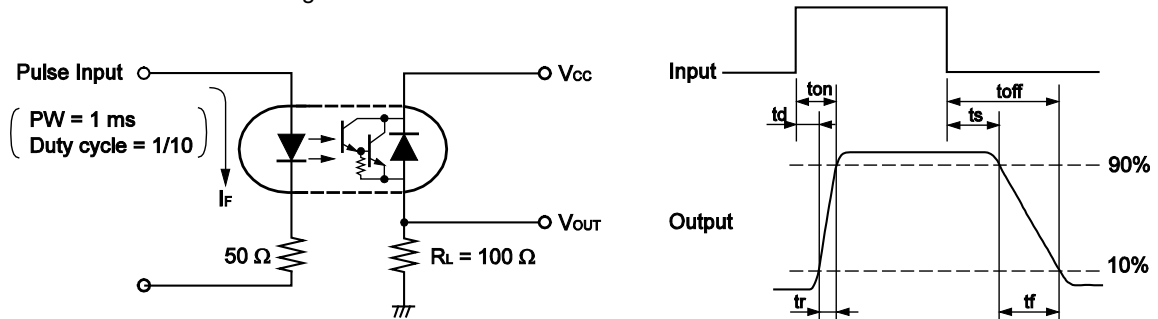 Pulse Input
PW = 1 ms
Duty cycle = 1/10
IF
50 Ω
VCC
VOUT
RL = 100 Ω
Input
ton
toff
td
ts
90%
Output
10%
tr
tf